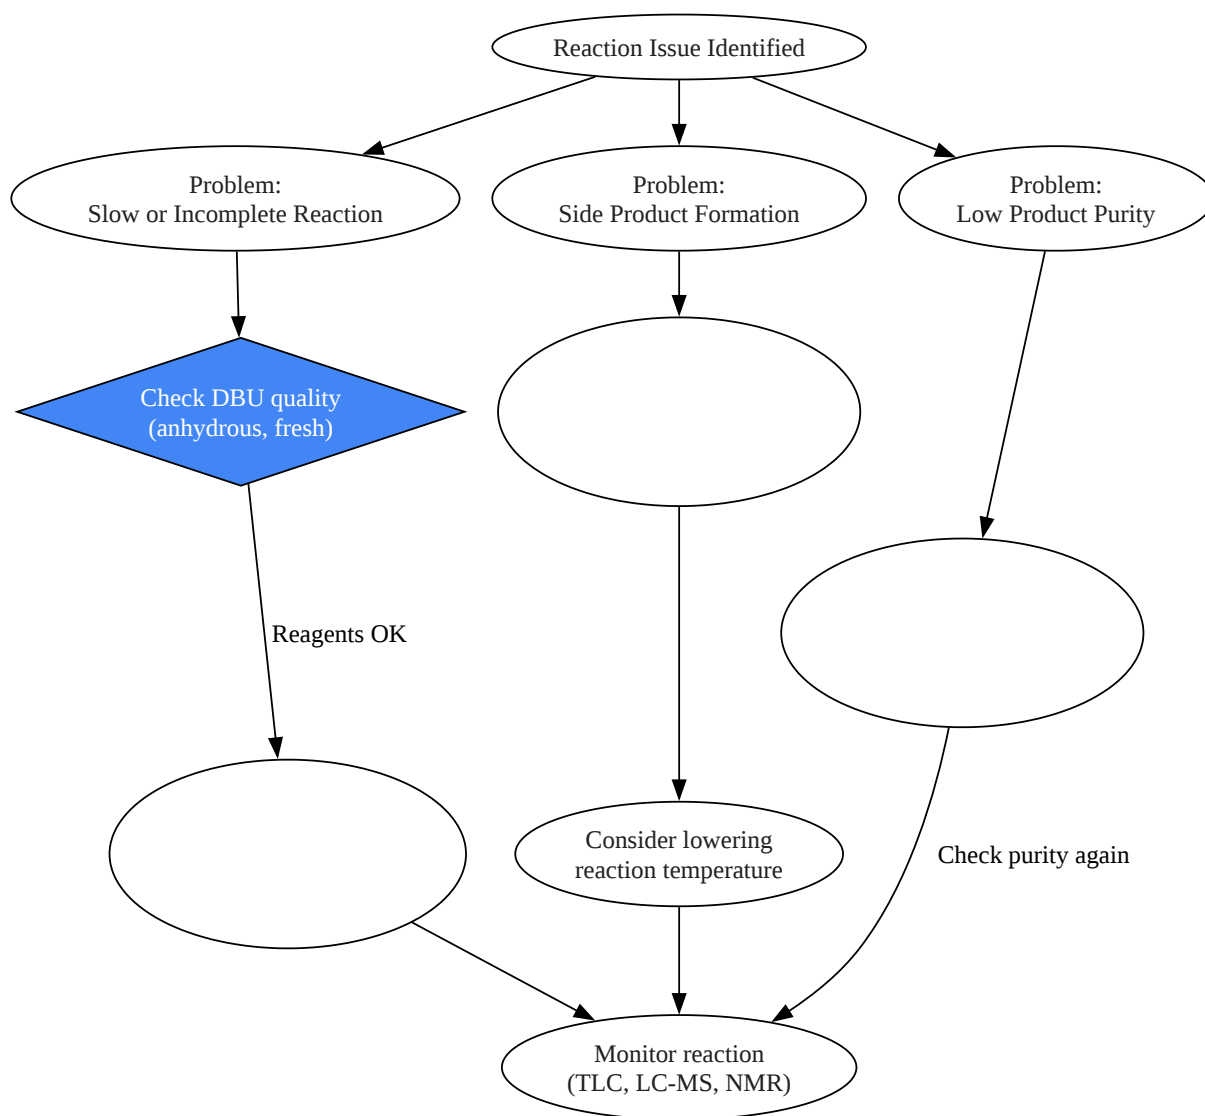 Reaction Issue Identified
Problem:
Slow or Incomplete Reaction
Problem:
Side Product Formation
Problem:
Low Product Purity
Check DBU quality
(anhydrous, fresh)
Reagents OK
Consider lowering
reaction temperature
Check purity again
Monitor reaction
(TLC, LC-MS, NMR)